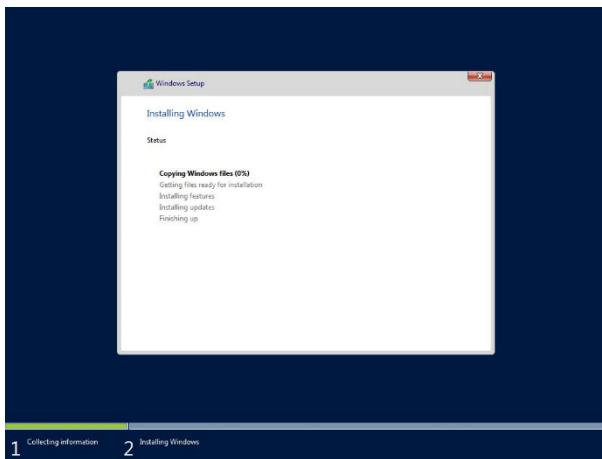 Windows Setup
Installing Windows
Status
Copying Windows files (0%)
Getting files ready for installation
Installing features
Installing updates
Finishing up
1 Collecting information
2 Installing Windows